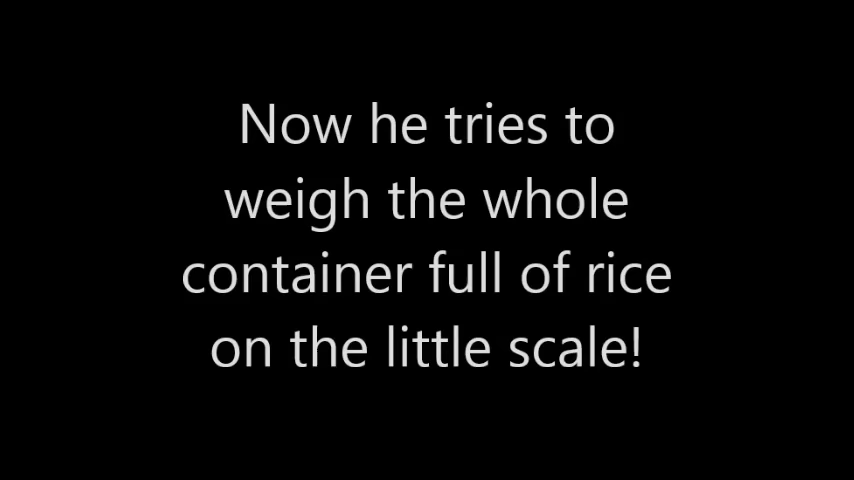 Now he tries to
weigh the whole
container full of rice
on the little scale!